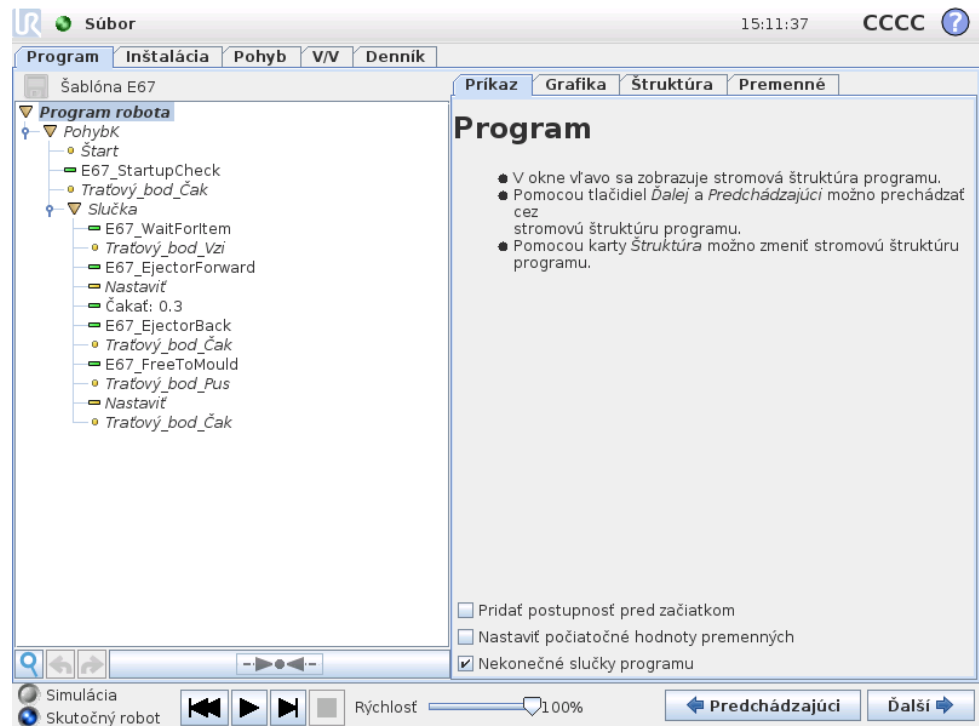 UR Súbor 15:11:37 CCCC ?
Program Inštalácia Pohyb V/V Denník
Šablóna E67
Program robota
PohybK
Štart
E67_StartupCheck
Traťový_bod_Čak
Slučka
E67_WaitForItem
Traťový_bod_Vzi
E67_EjectorForward
Nastaviť
Čakať: 0.3
E67_EjectorBack
Traťový_bod_Čak
E67_FreeToMould
Traťový_bod_Pus
Nastaviť
Traťový_bod_Čak
Príkaz Grafika Štruktúra Premenné
Program
V okne vľavo sa zobrazuje stromová štruktúra programu.
Pomocou tlačidiel Ďalej a Predchádzajúci možno prechádzať
cez
stromovú štruktúru programu.
Pomocou karty Štruktúra možno zmeniť stromovú štruktúru
programu.
Pridať postupnosť pred začiatkom
Nastaviť počiatočné hodnoty premenných
Nekonečné slučky programu
Simulácia
Skutočný robot
Rýchlosť 100%
Predchádzajúci Ďalší